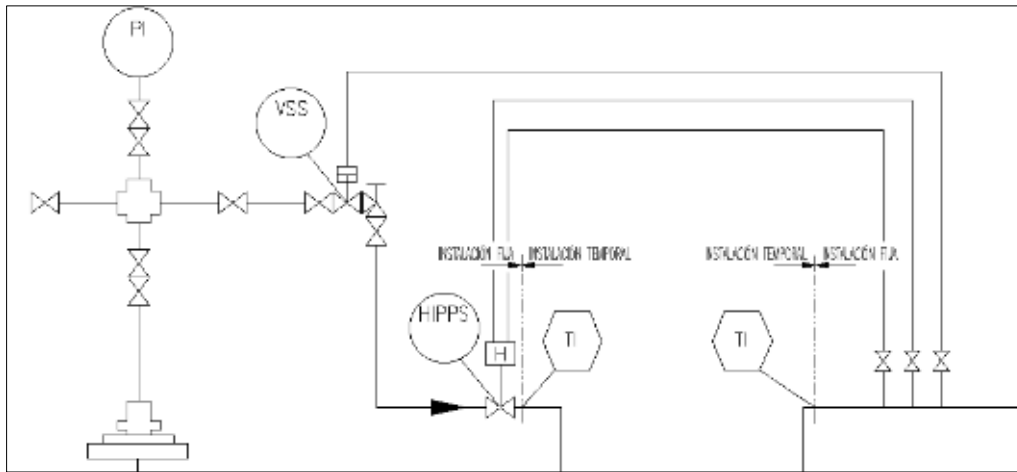 PI
VSS
INSTALACIÓN FIJA INSTALACIÓN TEMPORAL
INSTALACIÓN TEMPORAL INSTALACIÓN FIJA
HIPPS
H
TI
TI